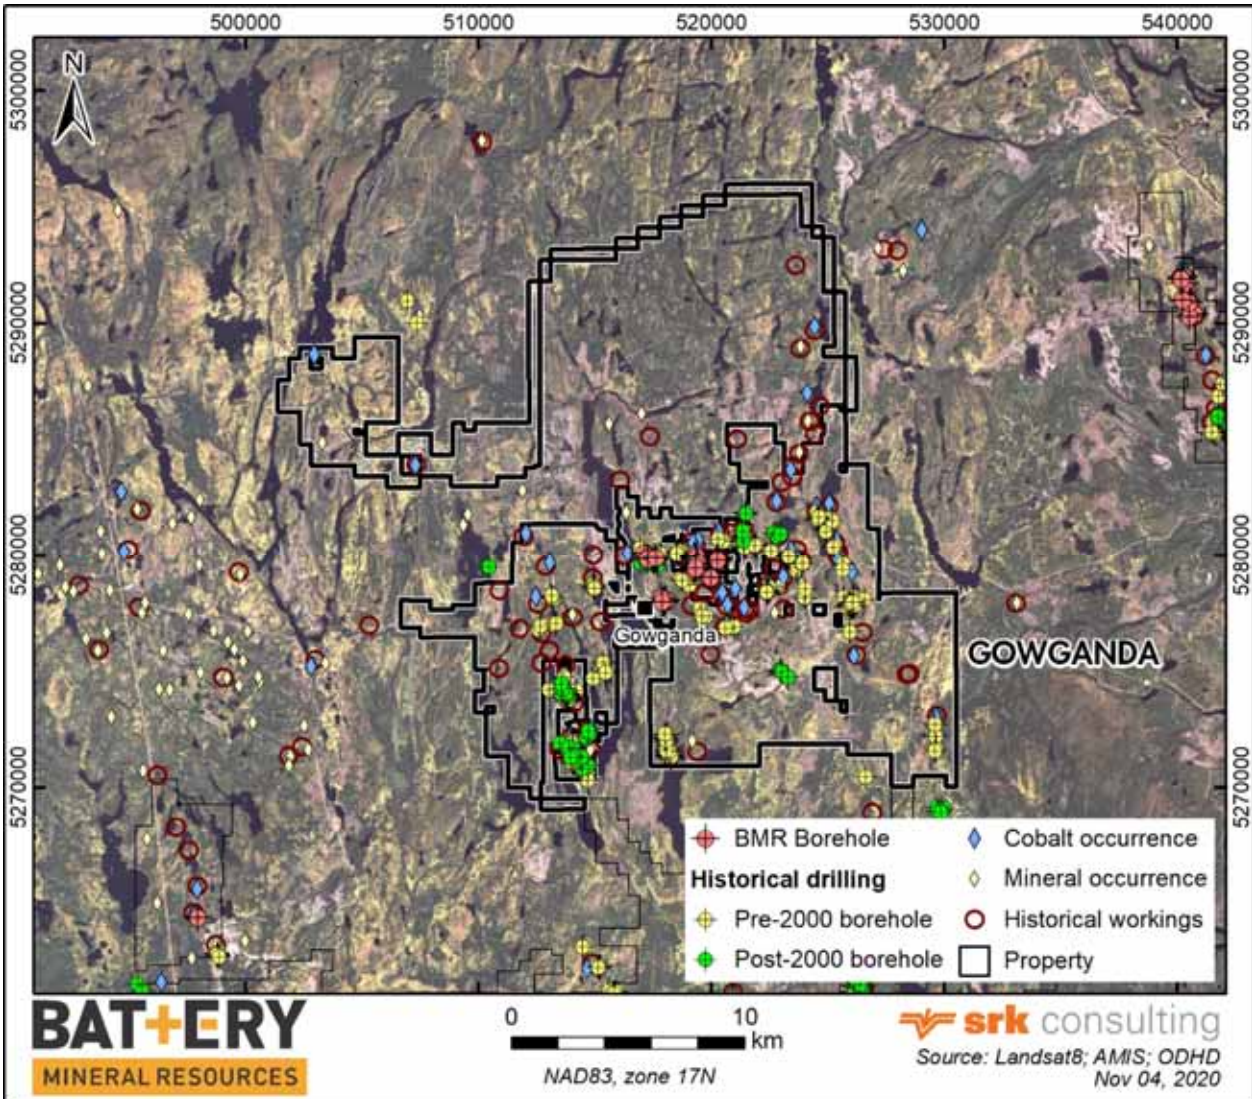 500000 510000 520000 530000 540000
5300000
5300000
N
5290000
5290000
5280000
5280000
Gowganda
GOWGANDA
5270000
5270000
BMR Borehole
Historical drilling
Pre-2000 borehole
Post-2000 borehole
Cobalt occurrence
Mineral occurrence
Historical workings
Property
BATTERY
MINERAL RESOURCES
0 10
km
NAD83, zone 17N
srk consulting
Source: Landsat8; AMIS; ODHD
Nov 04, 2020